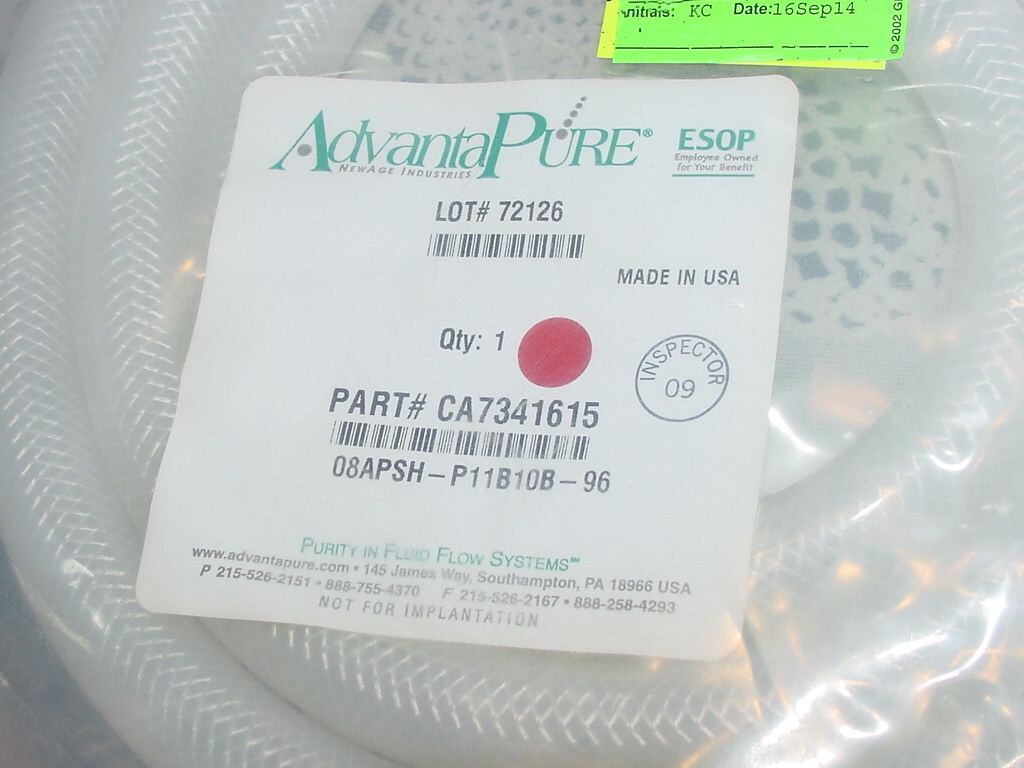 Initials: KC Date:16Sep14
© 2002
AdvantaPURE®
NEWAGE INDUSTRIES
ESOP
Employee Owned
for Your Benefit
LOT# 72126
MADE IN USA
Qty: 1
INSPECTOR
09
PART# CA7341615
08APSH-P11B10B-96
PURITY IN FLUID FLOW SYSTEMS℠
www.advantapure.com • 145 James Way, Southampton, PA 18966 USA
P 215-526-2151 • 888-755-4370 F 215-526-2167 • 888-258-4293
NOT FOR IMPLANTATION